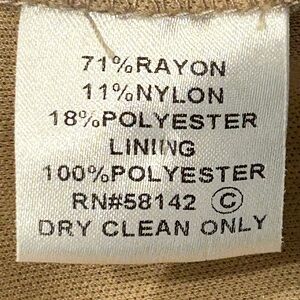 71%RAYON
11%NYLON
18%POLYESTER
LINING
100%POLYESTER
RN#58142 Ⓒ
DRY CLEAN ONLY